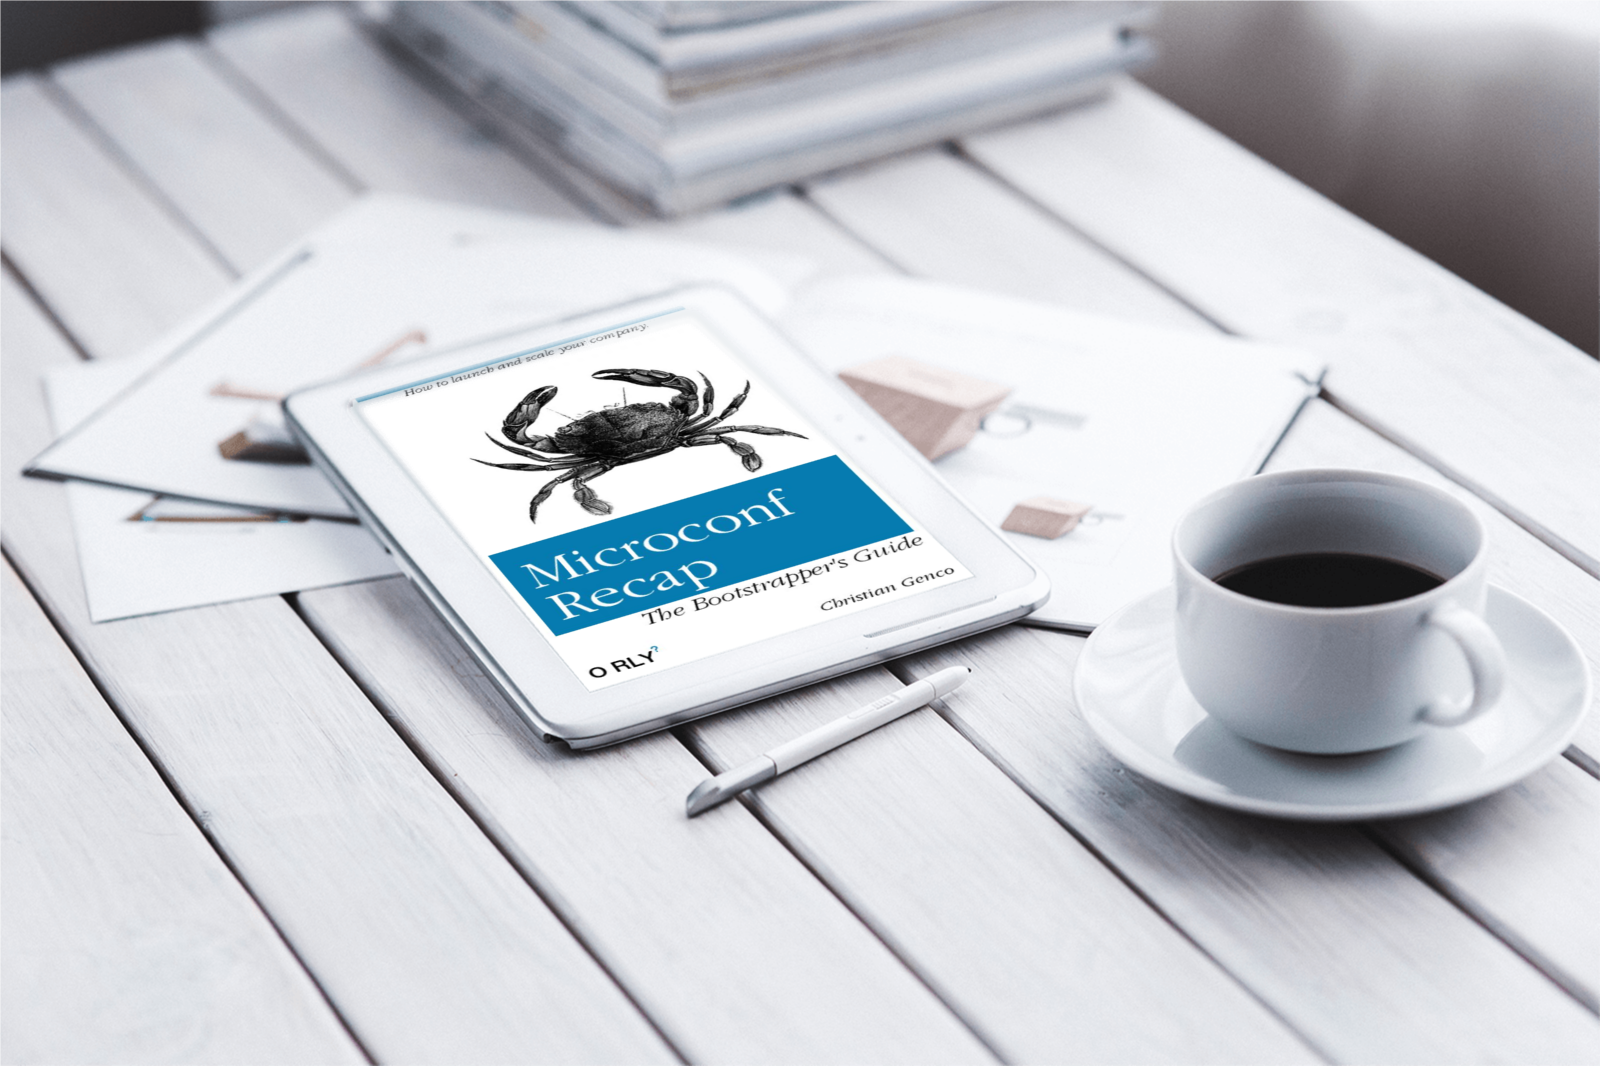 How to launch and scale your company.
Microconf
Recap
The Bootstrapper's Guide
Christian Genco
O RLY?